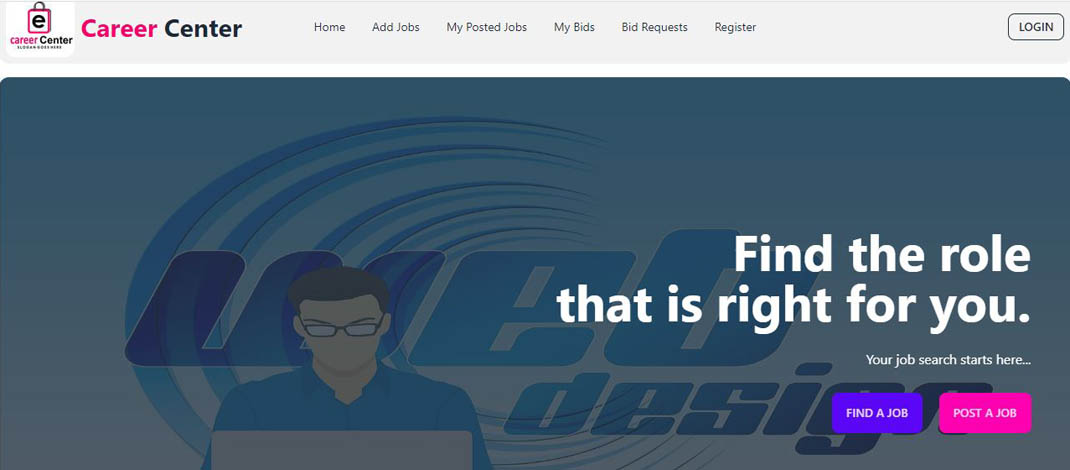 e
career Center
SLOGAN GOES HERE
Career Center
Home
Add Jobs
My Posted Jobs
My Bids
Bid Requests
Register
LOGIN
web
design
Find the role
that is right for you.
Your job search starts here...
FIND A JOB
POST A JOB